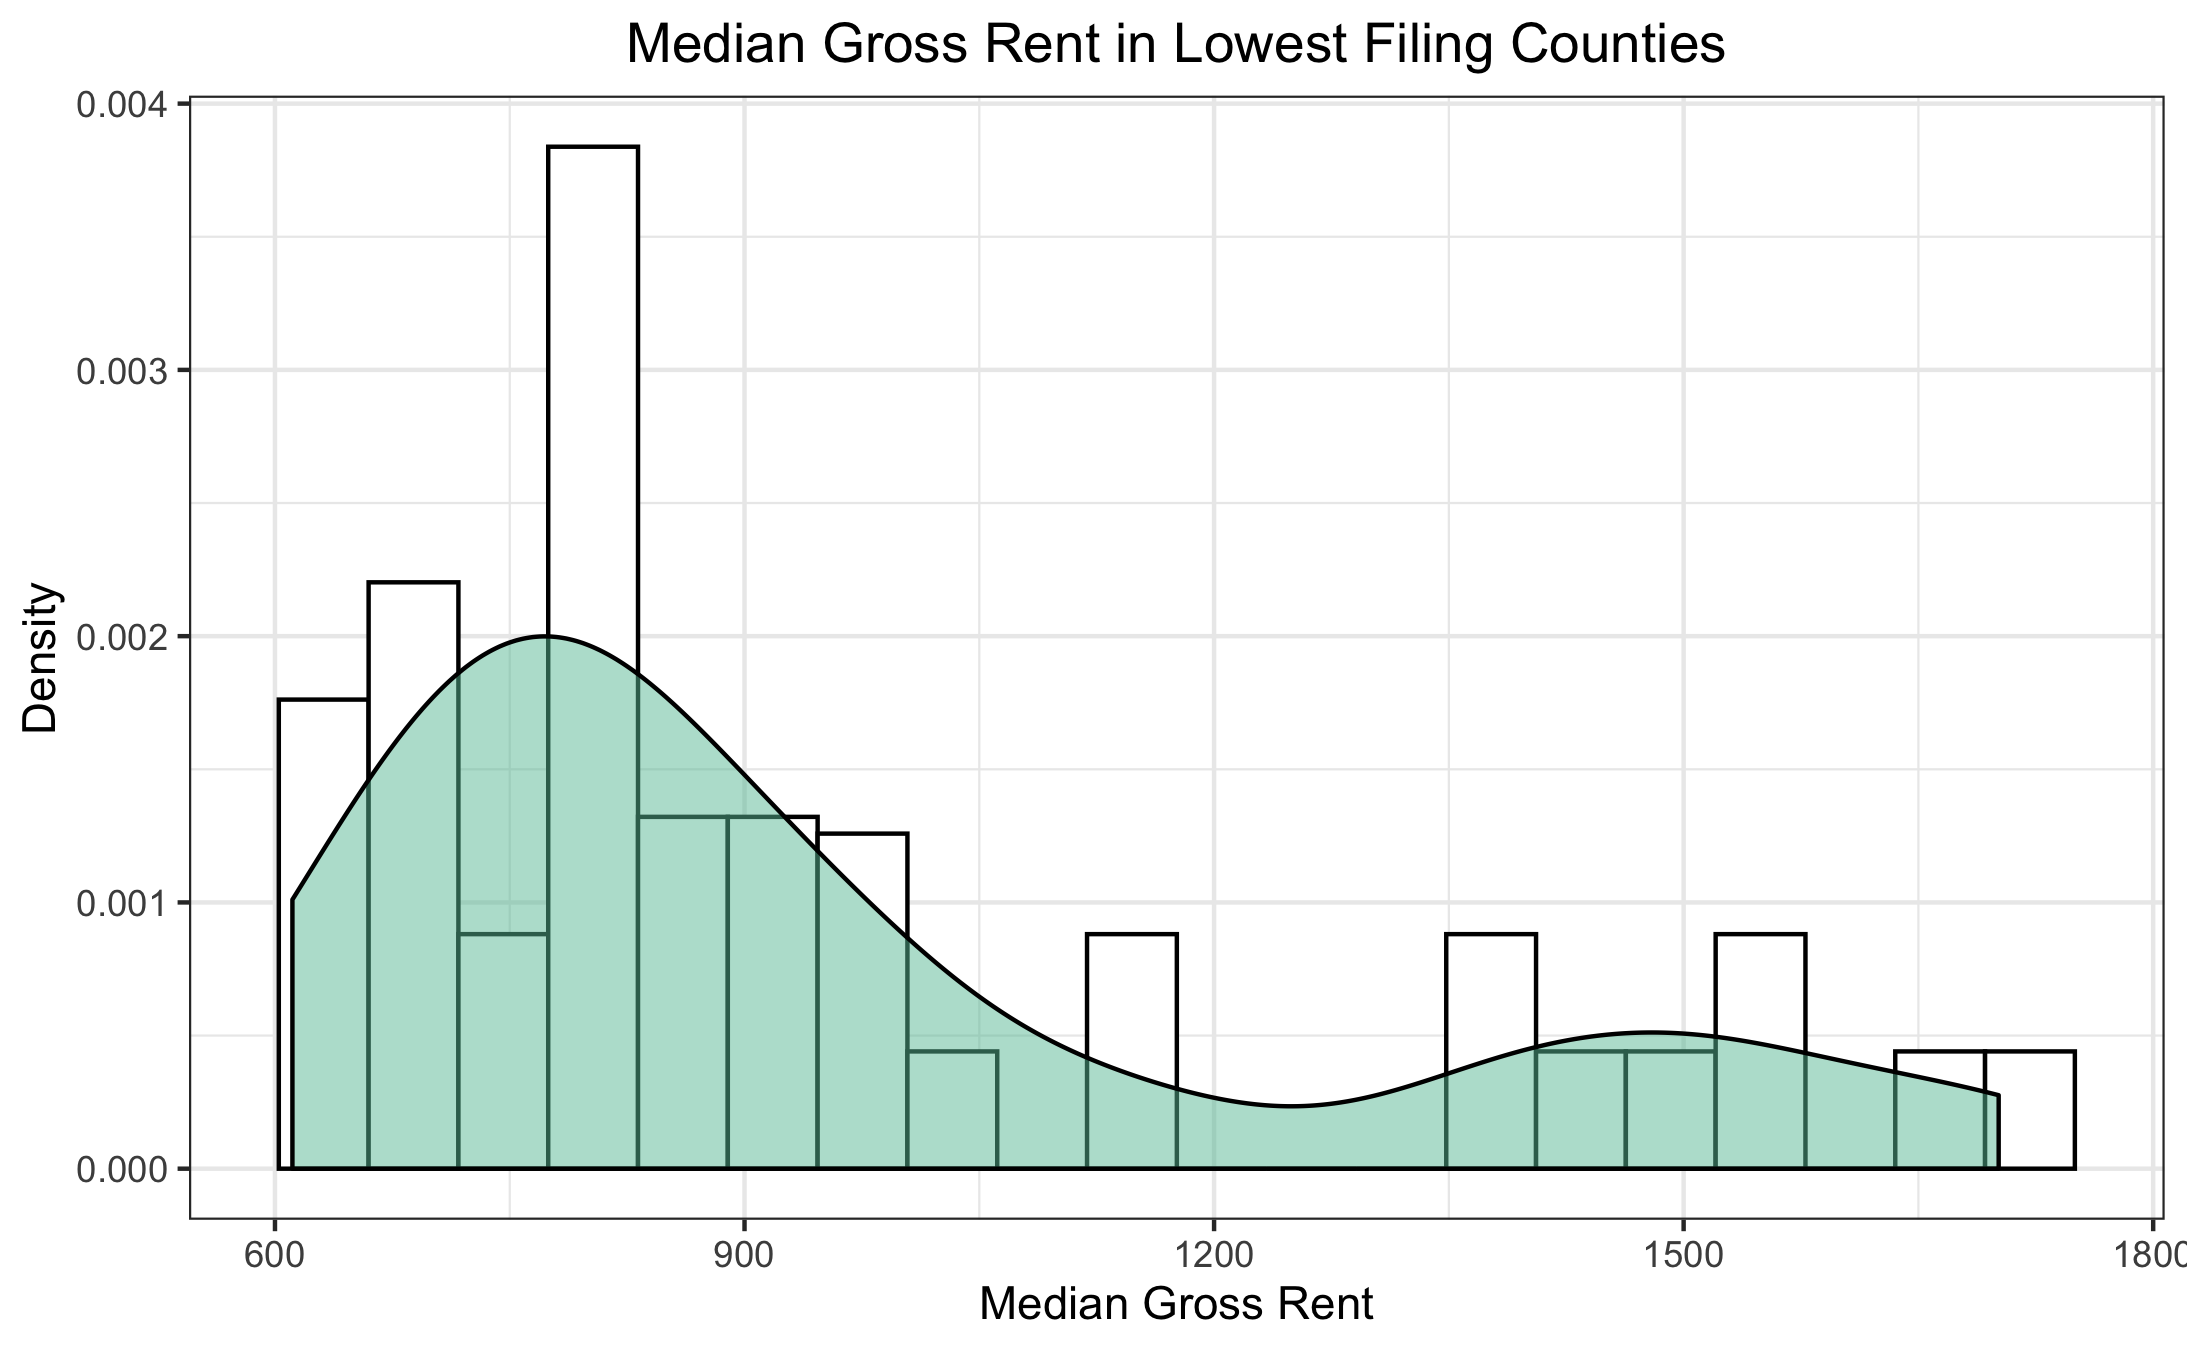 Median Gross Rent in Lowest Filing Counties
0.004
0.003
0.002
0.001
0.000
Density
600 900 1200 1500 1800
Median Gross Rent